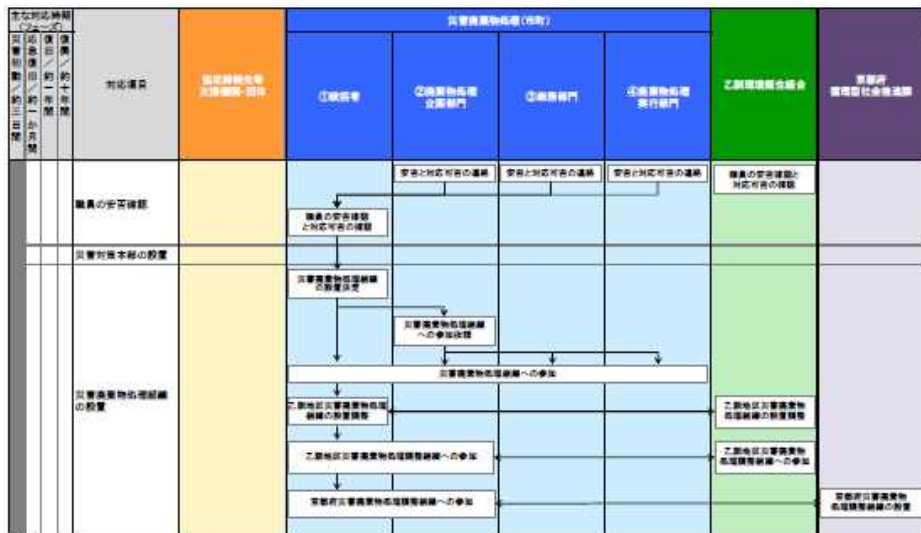 主な対応時期
(フェーズ)
災害初動/約三日間
応急復旧/約一か月間
復旧/約一年間
復興/約十年間
対応項目
支援機関・団体
災害廃棄物処理(市町)
①統括者
②廃棄物処理
企画部門
③総務部門
④廃棄物処理
実行部門
乙訓環境衛生組合
京都府
循環型社会推進課
安否と対応可否の連絡
安否と対応可否の連絡
安否と対応可否の連絡
職員の安否確認と
対応可否の確認
職員の安否確認
職員の安否確認
と対応可否の確認
災害対策本部の設置
災害廃棄物処理組織
の設置決定
災害廃棄物処理組織
への参加依頼
災害廃棄物処理組織への参加
災害廃棄物処理組織
の設置
乙訓地区災害廃棄物処理
組織の設置調整
乙訓地区災害廃棄物
処理組織の設置調整
乙訓地区災害廃棄物処理調整組織への参加
乙訓地区災害廃棄物
処理調整組織への参加
京都府災害廃棄物処理調整組織への参加
京都府災害廃棄物
処理調整組織の設置